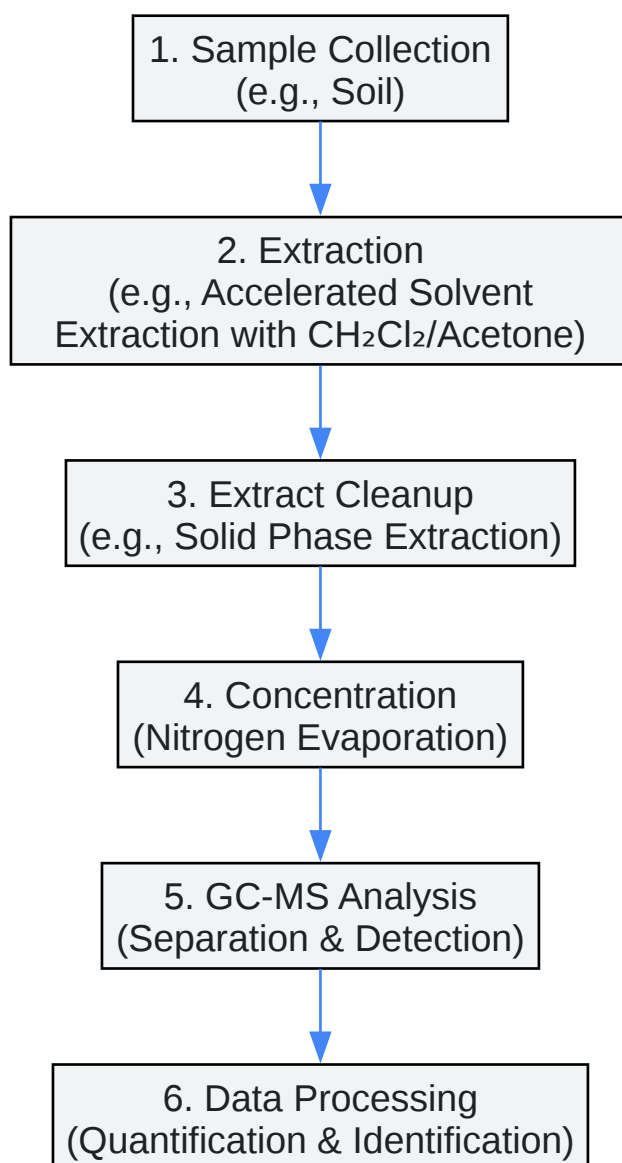 1. Sample Collection
(e.g., Soil)
2. Extraction
(e.g., Accelerated Solvent
Extraction with CH₂Cl₂/Acetone)
3. Extract Cleanup
(e.g., Solid Phase Extraction)
4. Concentration
(Nitrogen Evaporation)
5. GC-MS Analysis
(Separation & Detection)
6. Data Processing
(Quantification & Identification)